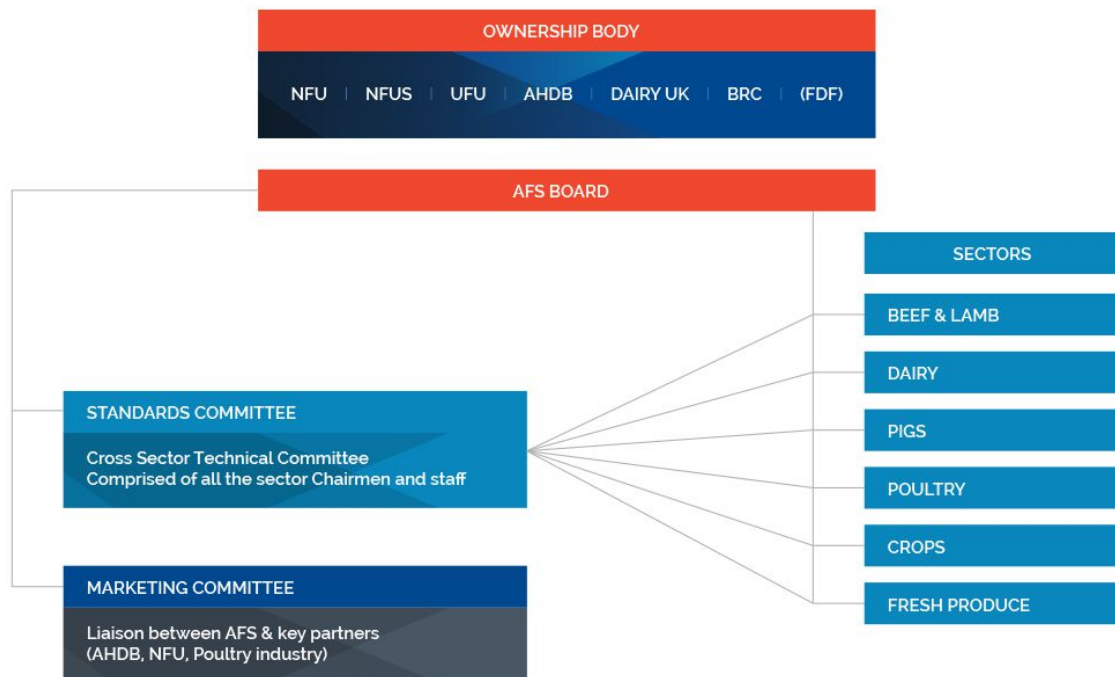 OWNERSHIP BODY
NFU | NFUS | UFU | AHDB | DAIRY UK | BRC | (FDF)
AFS BOARD
SECTORS
BEEF & LAMB
DAIRY
PIGS
POULTRY
CROPS
FRESH PRODUCE
STANDARDS COMMITTEE
Cross Sector Technical Committee
Comprised of all the sector Chairmen and staff
MARKETING COMMITTEE
Liaison between AFS & key partners
(AHDB, NFU, Poultry industry)